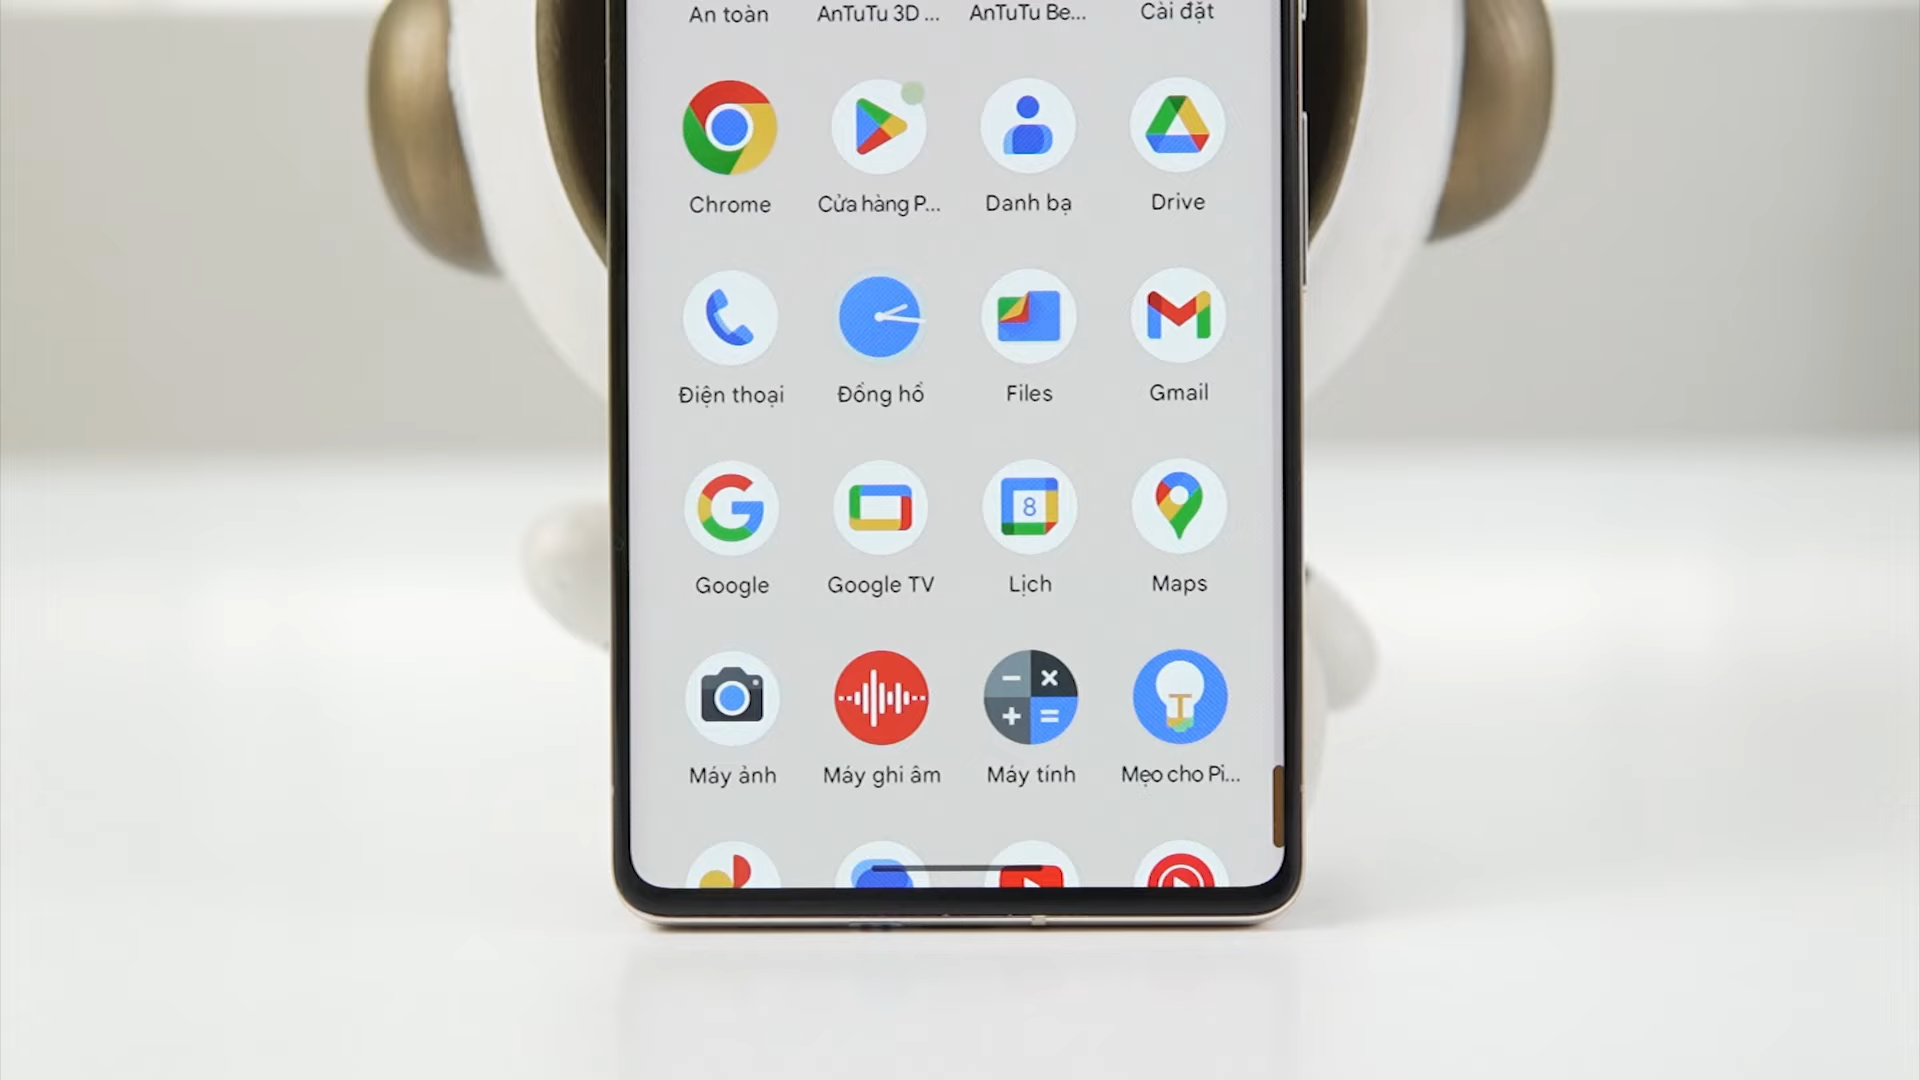 An toàn
AnTuTu 3D ...
AnTuTu Be...
Cài đặt
Chrome
Cửa hàng P...
Danh bạ
Drive
Điện thoại
Đồng hồ
Files
Gmail
8
Google
Google TV
Lịch
Maps
Máy ảnh
Máy ghi âm
Máy tính
Mẹo cho Pi...